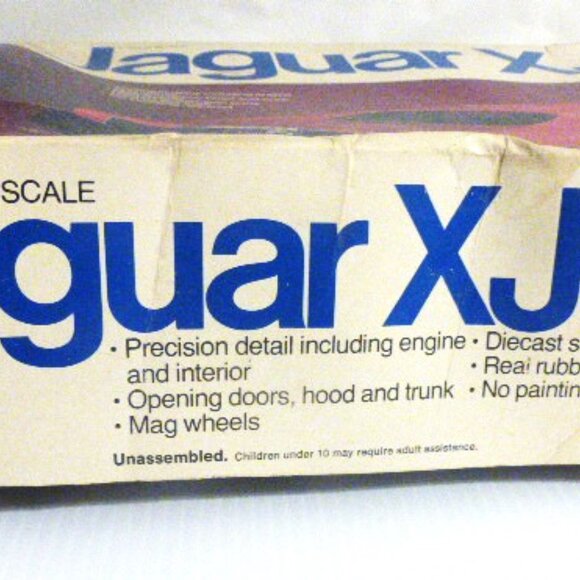 Jaguar XJ
SCALE
guar XJ
• Precision detail including engine
and interior
• Opening doors, hood and trunk
• Mag wheels
• Diecast s
• Real rubb
• No paintin
Unassembled. Children under 10 may require adult assistance.